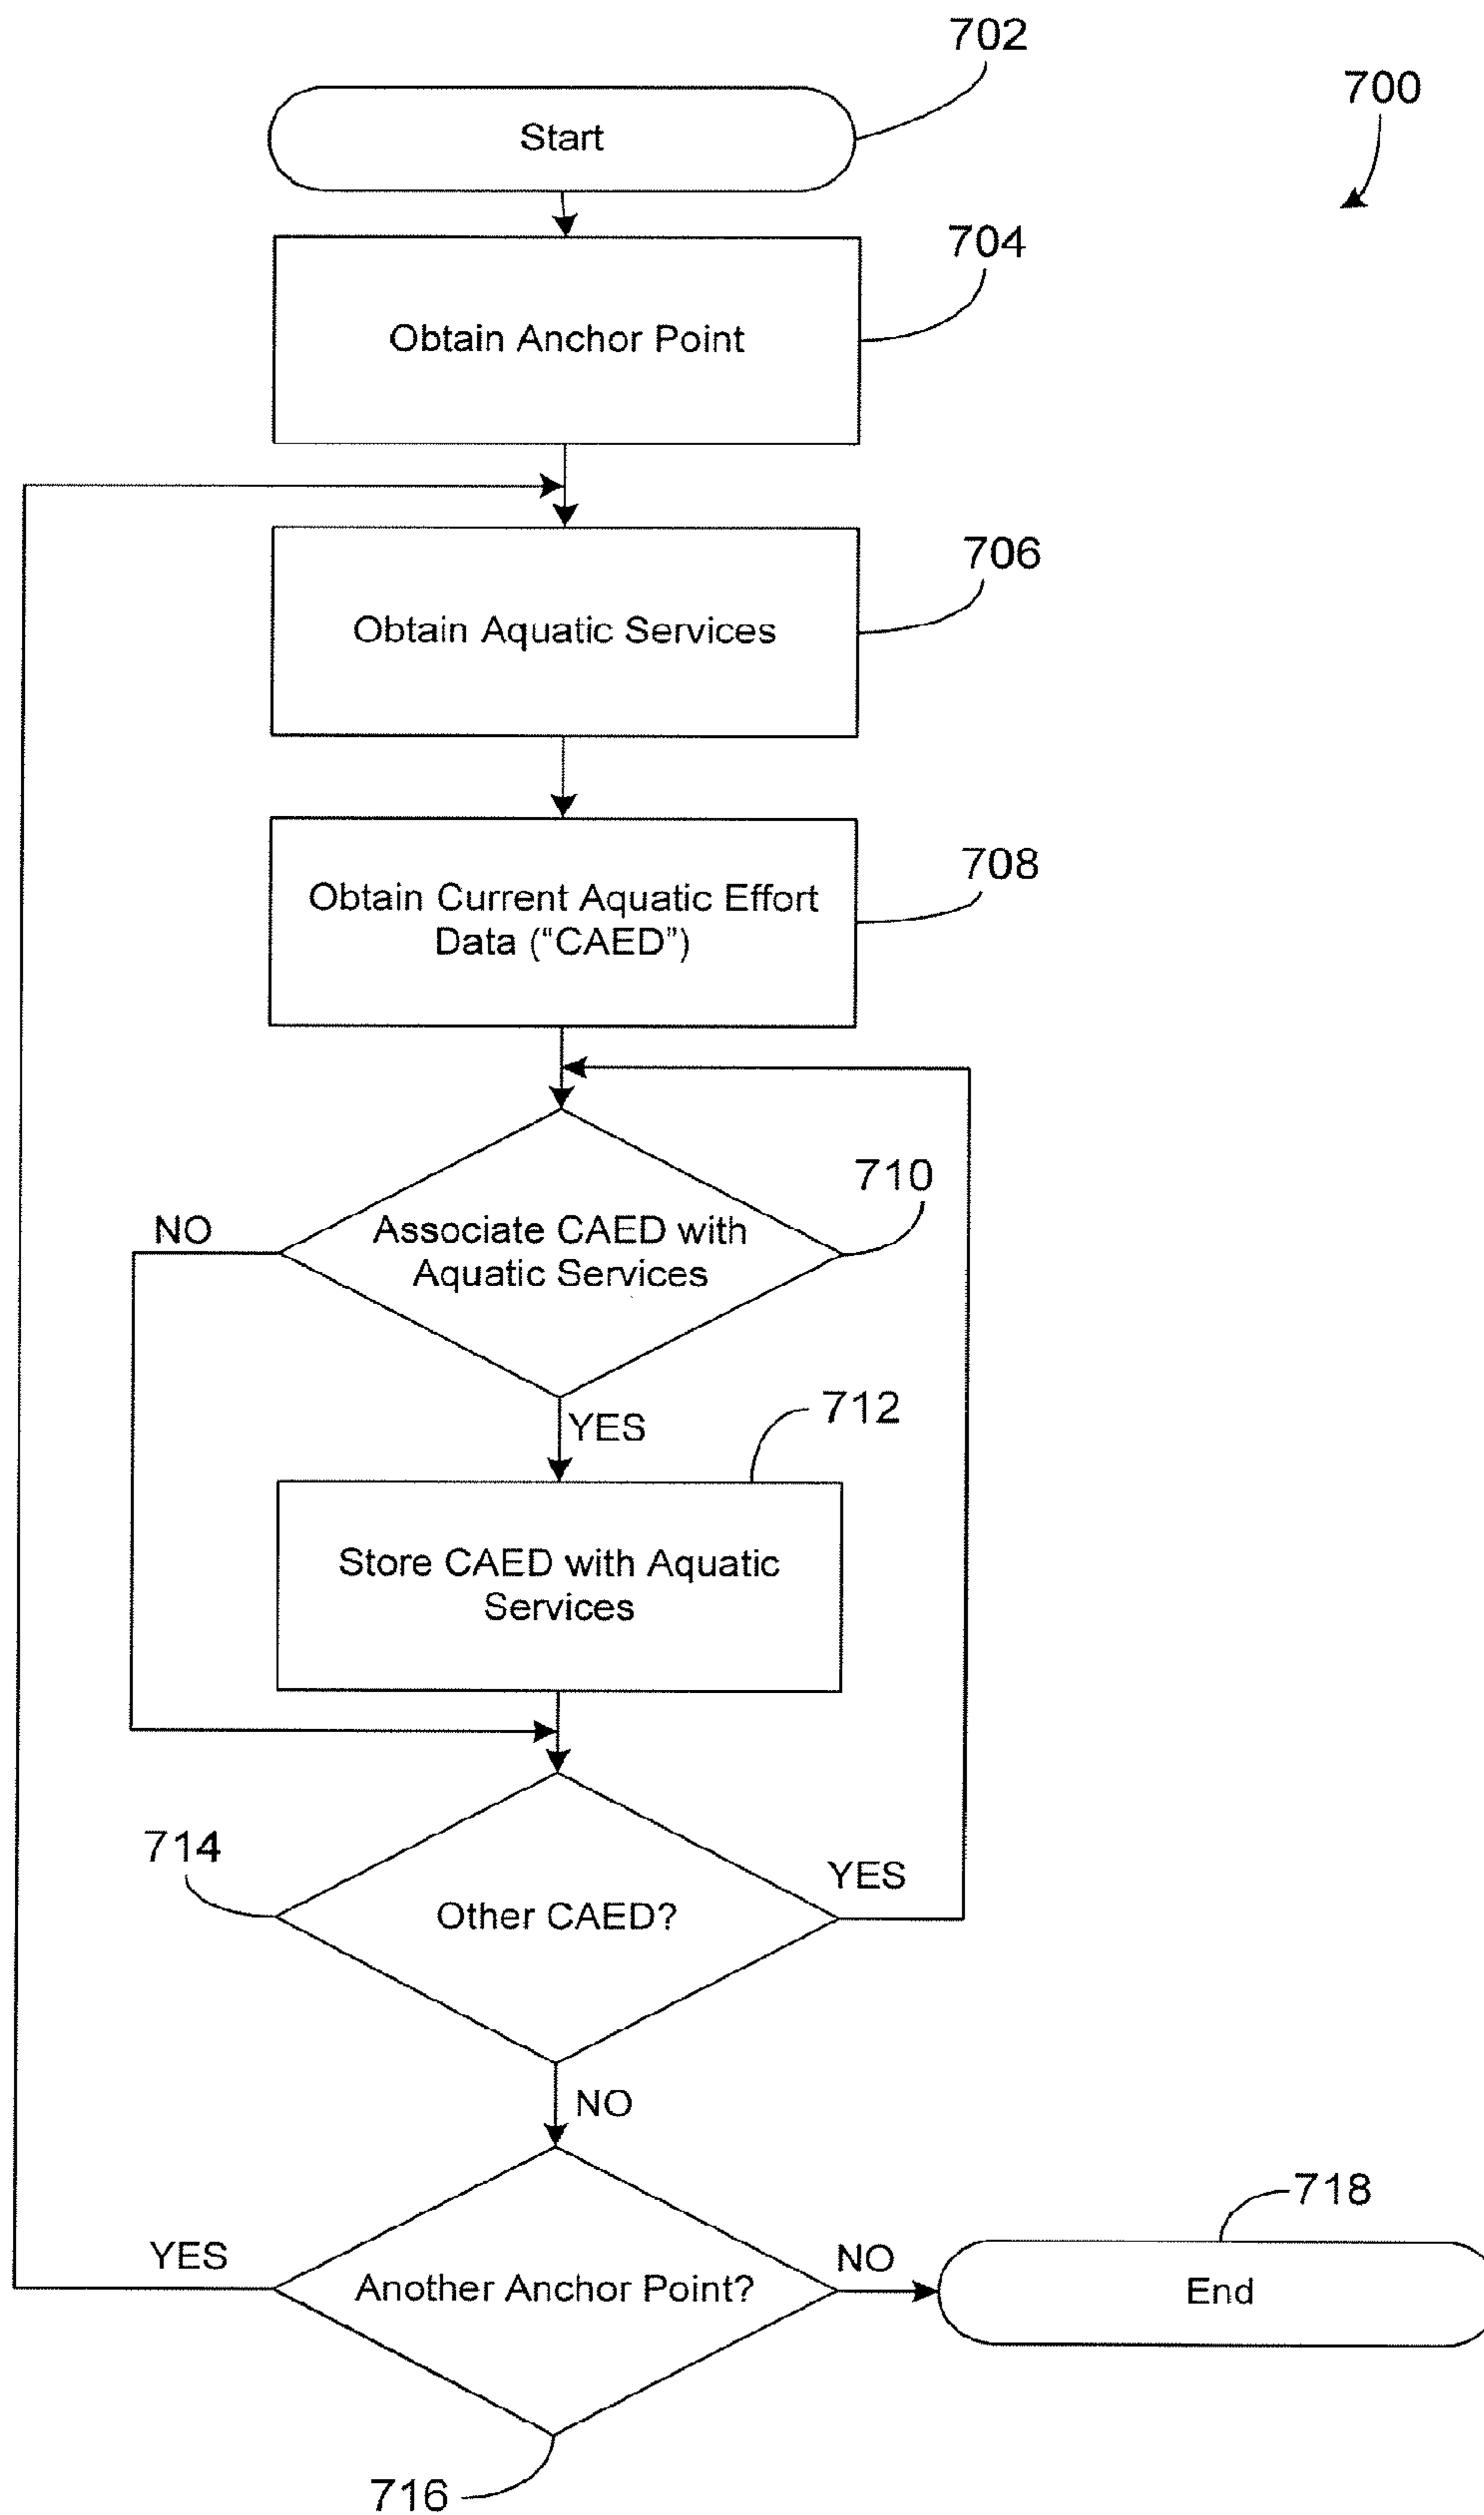 702
700
Start
704
Obtain Anchor Point
706
Obtain Aquatic Services
708
Obtain Current Aquatic Effort
Data (“CAED”)
710
NO
Associate CAED with
Aquatic Services
712
YES
Store CAED with Aquatic
Services
714
YES
Other CAED?
NO
718
YES
NO
Another Anchor Point?
End
716